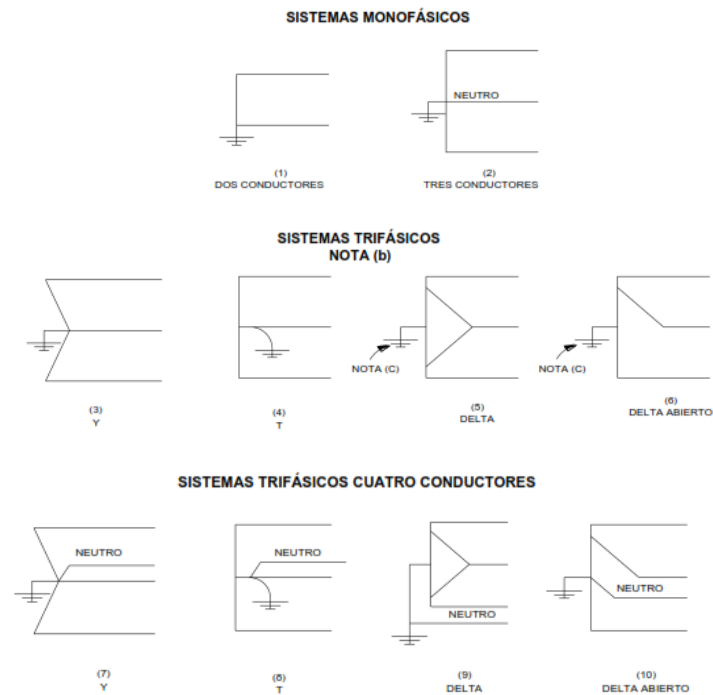 SISTEMAS MONOFÁSICOS
NEUTRO
(1)
DOS CONDUCTORES
(2)
TRES CONDUCTORES
SISTEMAS TRIFÁSICOS
NOTA (b)
NOTA (C)
NOTA (C)
(3)
Y
(4)
T
(5)
DELTA
(6)
DELTA ABIERTO
SISTEMAS TRIFÁSICOS CUATRO CONDUCTORES
NEUTRO
NEUTRO
NEUTRO
NEUTRO
(7)
Y
(8)
T
(9)
DELTA
(10)
DELTA ABIERTO